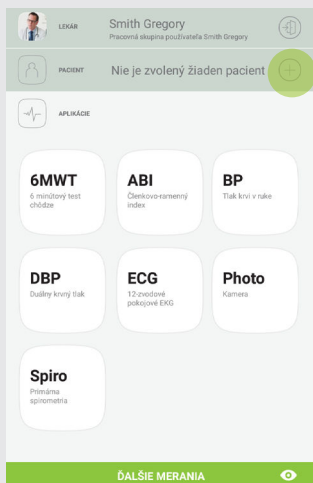 LEKÁR
Smith Gregory
Pracovná skupina používateľa Smith Gregory
PACIENT
Nie je zvolený žiaden pacient
APLIKÁCIE
6MWT
6 minútový test
chôdze
ABI
Členkovo-ramenný
index
BP
Tlak krvi v ruke
DBP
Duálny krvný tlak
ECG
12-zvodové
pokojové EKG
Photo
Kamera
Spiro
Primárna
spirometria
ĎALŠIE MERANIA